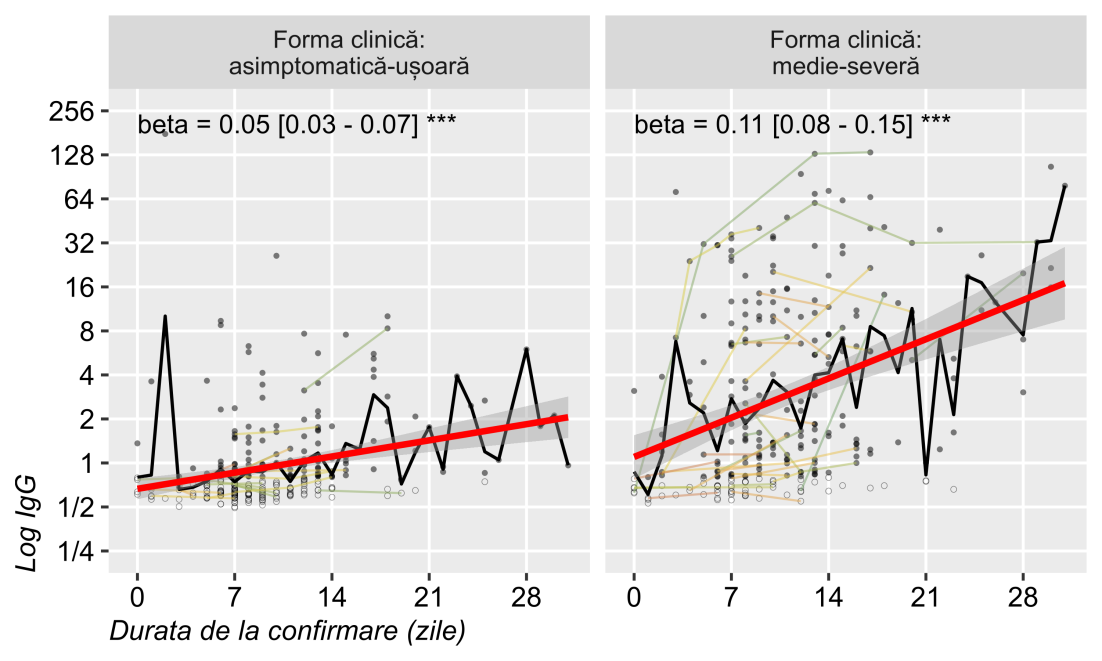 Forma clinică:
asimptomatică-ușoară
Forma clinică:
medie-severă
beta = 0.05 [0.03 - 0.07] ***
beta = 0.11 [0.08 - 0.15] ***
256
128
64
32
16
8
4
2
1
1/2
1/4
Log IgG
0 7 14 21 28
0 7 14 21 28
Durata de la confirmare (zile)